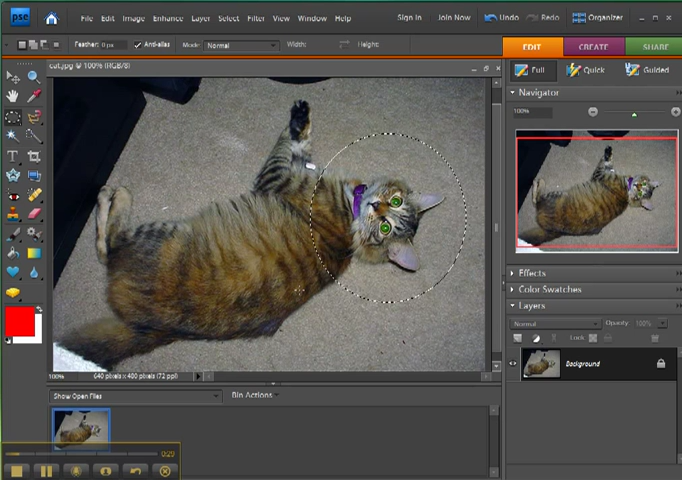 pse File Edit Image Enhance Layer Select Filter View Window Help Sign In Join Now Undo Redo Organizer
Feather: 0 px Anti-alias Mode: Normal Width: Height:
EDIT CREATE SHARE
cat.jpg @ 100% (RGB/8)
Full Quick Guided
Navigator
100%
Effects
Color Swatches
Layers
Normal Opacity: 100%
Lock:
Background
100% 640 pixels x 480 pixels (72 ppi)
Show Open Files Bin Actions
0:29